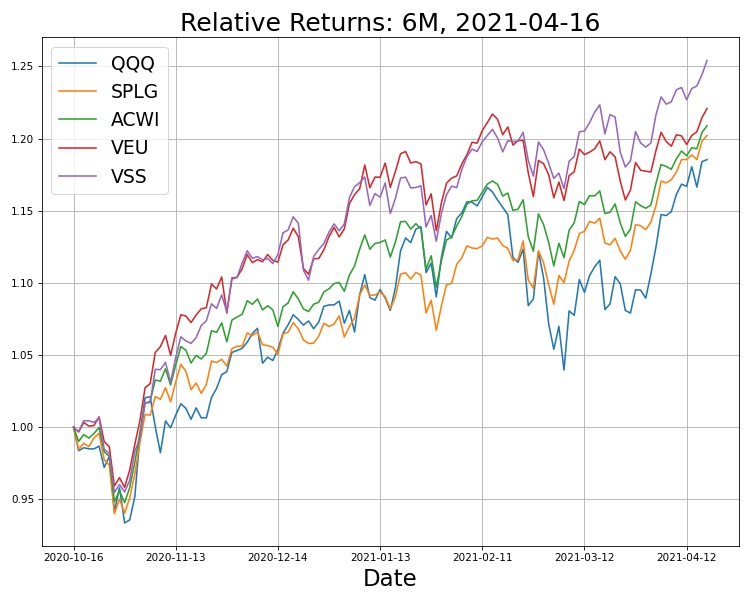 Relative Returns: 6M, 2021-04-16
QQQ
SPLG
ACWI
VEU
VSS
1.25
1.20
1.15
1.10
1.05
1.00
0.95
2020-10-16 2020-11-13 2020-12-14 2021-01-13 2021-02-11 2021-03-12 2021-04-12
Date